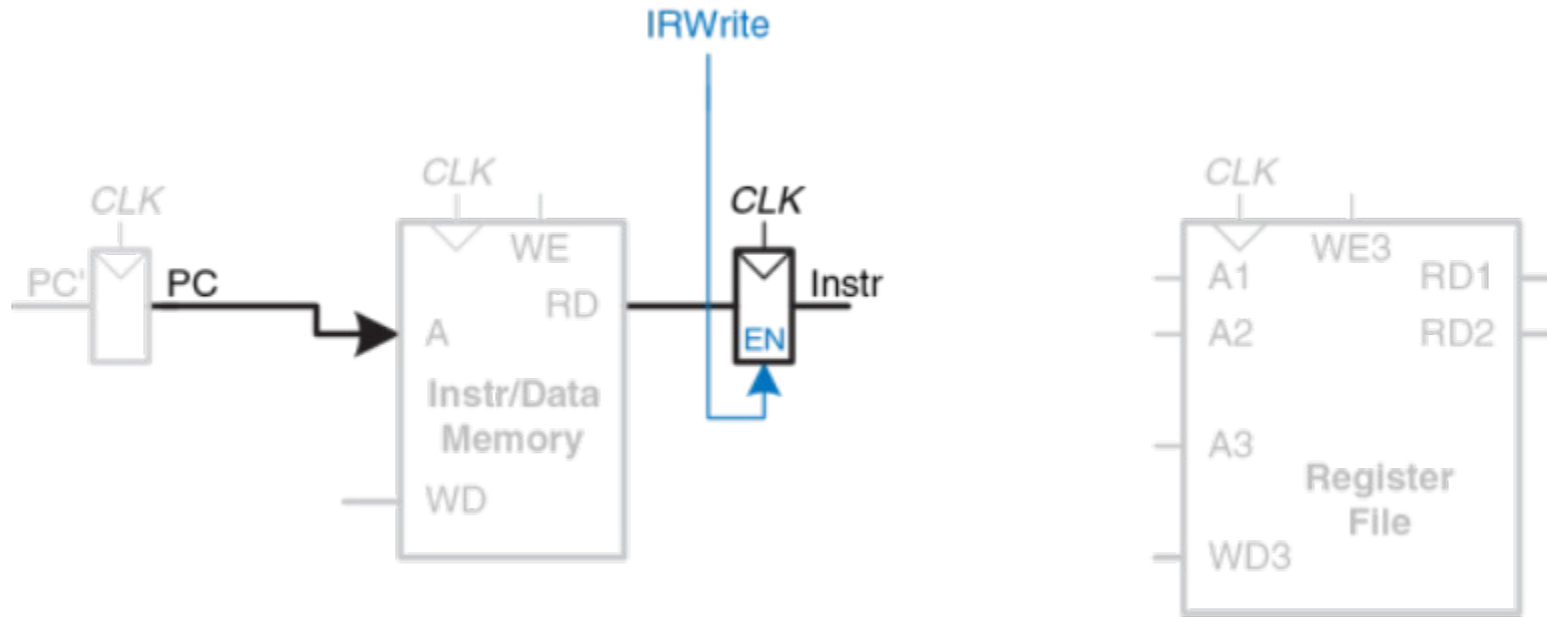 IRWrite
CLK
CLK
CLK
CLK
PC'
PC
WE
RD
A
Instr/Data
Memory
WD
EN
Instr
WE3
A1
RD1
A2
RD2
A3
Register
File
WD3